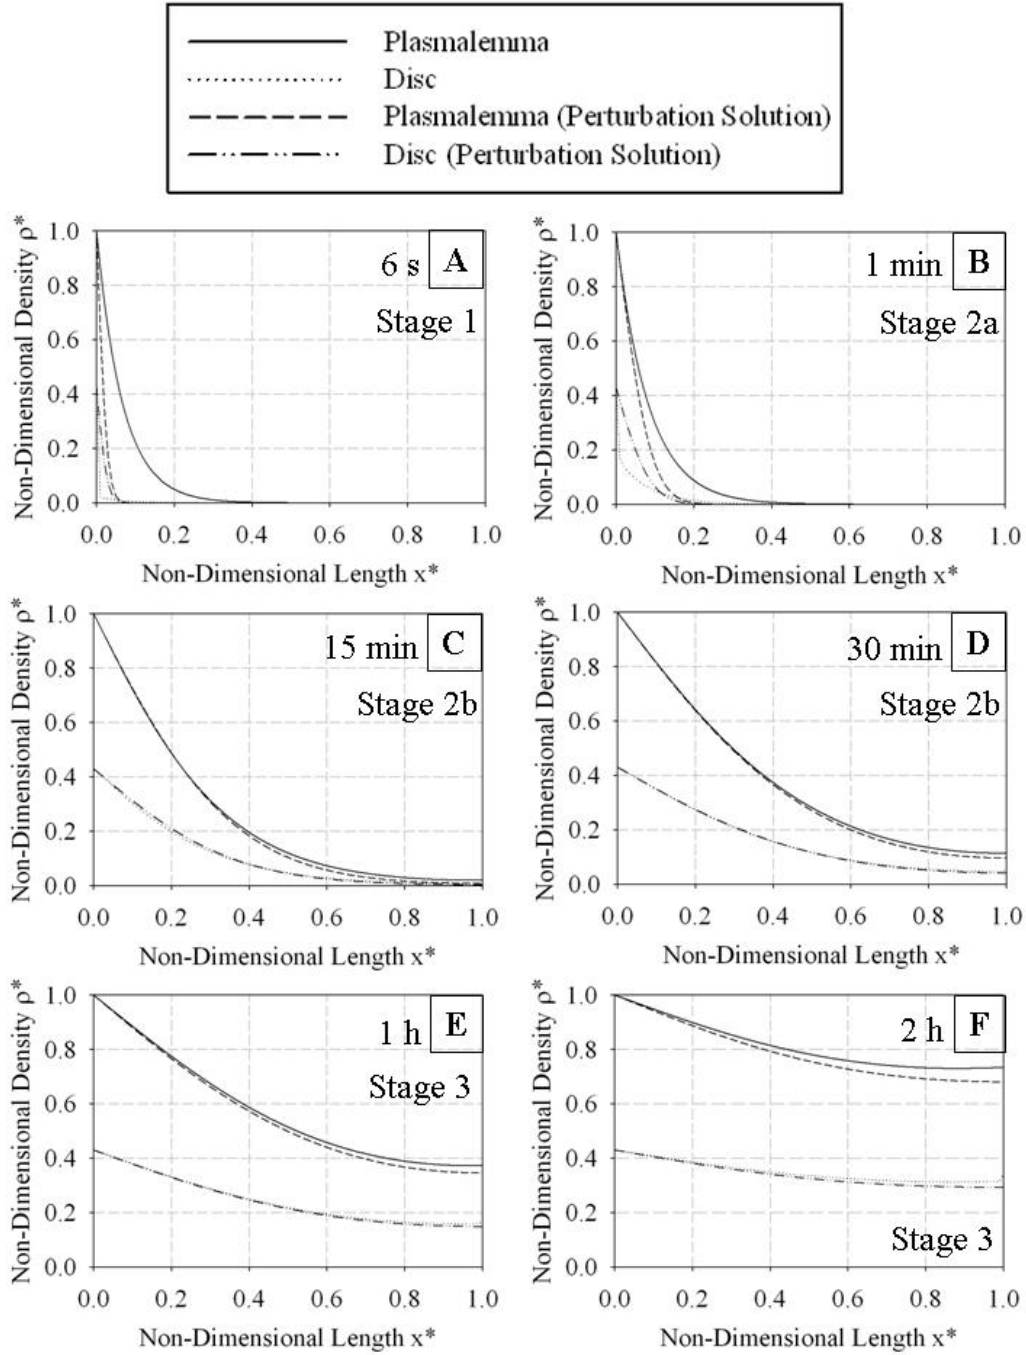 Plasmalemma
Disc
Plasmalemma (Perturbation Solution)
Disc (Perturbation Solution)
Non-Dimensional Density ρ*
1.0
0.8
0.6
0.4
0.2
0.0
6 s
A
Stage 1
0.0 0.2 0.4 0.6 0.8 1.0
Non-Dimensional Length x*
Non-Dimensional Density ρ*
1.0
0.8
0.6
0.4
0.2
0.0
1 min
B
Stage 2a
0.0 0.2 0.4 0.6 0.8 1.0
Non-Dimensional Length x*
Non-Dimensional Density ρ*
1.0
0.8
0.6
0.4
0.2
0.0
15 min
C
Stage 2b
0.0 0.2 0.4 0.6 0.8 1.0
Non-Dimensional Length x*
Non-Dimensional Density ρ*
1.0
0.8
0.6
0.4
0.2
0.0
30 min
D
Stage 2b
0.0 0.2 0.4 0.6 0.8 1.0
Non-Dimensional Length x*
Non-Dimensional Density ρ*
1.0
0.8
0.6
0.4
0.2
0.0
1 h
E
Stage 3
0.0 0.2 0.4 0.6 0.8 1.0
Non-Dimensional Length x*
Non-Dimensional Density ρ*
1.0
0.8
0.6
0.4
0.2
0.0
2 h
F
Stage 3
0.0 0.2 0.4 0.6 0.8 1.0
Non-Dimensional Length x*